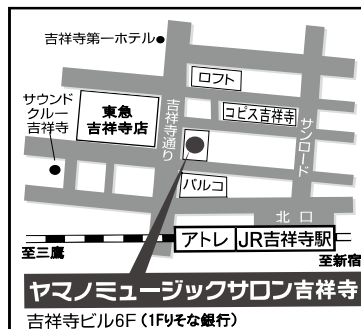 吉祥寺第一ホテル
ロフト
サウンド
クルー
吉祥寺
東急
吉祥寺店
吉祥寺通り
コピス吉祥寺
サンロード
パルコ
北口
アトレ
JR吉祥寺駅
至三鷹
至新宿
ヤマノミュージックサロン吉祥寺
吉祥寺ビル6F（1Fりそな銀行）